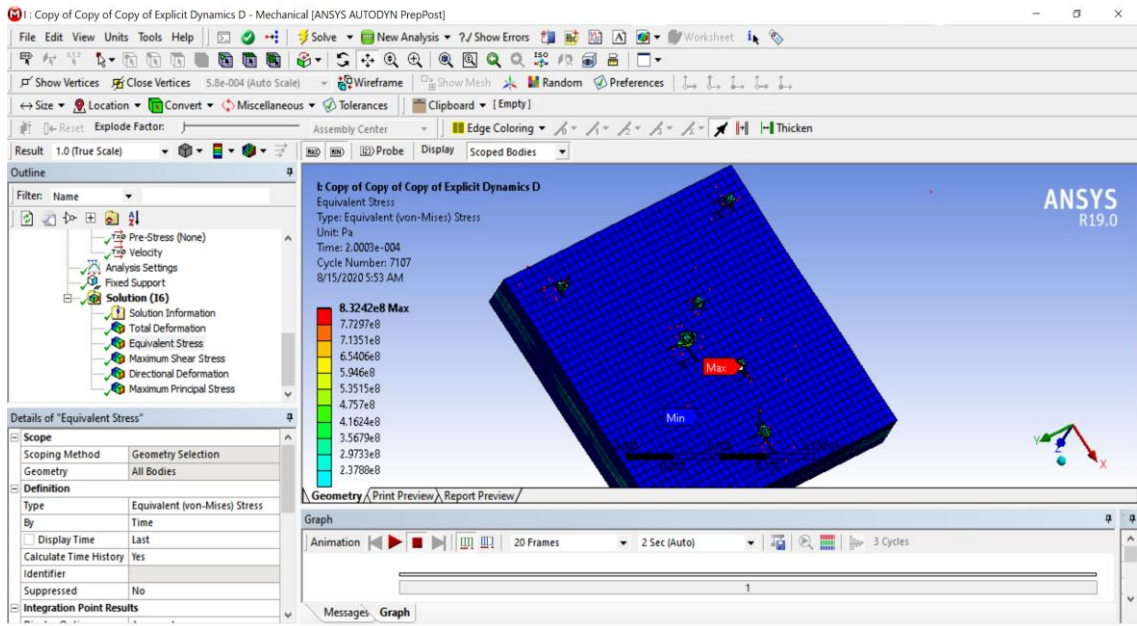 I : Copy of Copy of Copy of Explicit Dynamics D - Mechanical [ANSYS AUTODYN PrepPost]
File Edit View Units Tools Help Solve New Analysis ?/ Show Errors Worksheet
Show Vertices Close Vertices 5.8e-004 (Auto Scale) Wireframe Show Mesh Random Preferences
Size Location Convert Miscellaneous Tolerances Clipboard [Empty]
Reset Explode Factor: Assembly Center Edge Coloring Thicken
Result 1.0 (True Scale) MAX MIN Probe Display Scoped Bodies
Outline
Filter: Name
Pre-Stress (None)
Velocity
Analysis Settings
Fixed Support
Solution (I6)
Solution Information
Total Deformation
Equivalent Stress
Maximum Shear Stress
Directional Deformation
Maximum Principal Stress
Details of "Equivalent Stress"
Scope
Scoping Method Geometry Selection
Geometry All Bodies
Definition
Type Equivalent (von-Mises) Stress
By Time
Display Time Last
Calculate Time History Yes
Identifier
Suppressed No
Integration Point Results
I: Copy of Copy of Copy of Explicit Dynamics D
Equivalent Stress
Type: Equivalent (von-Mises) Stress
Unit: Pa
Time: 2.0003e-004
Cycle Number: 7107
8/15/2020 5:53 AM
8.3242e8 Max
7.7297e8
7.1351e8
6.5406e8
5.946e8
5.3515e8
4.757e8
4.1624e8
3.5679e8
2.9733e8
2.3788e8
Max
Min
ANSYS
R19.0
Y
Z
X
Geometry Print Preview Report Preview
Graph
Animation 20 Frames 2 Sec (Auto) 3 Cycles
1
Messages Graph